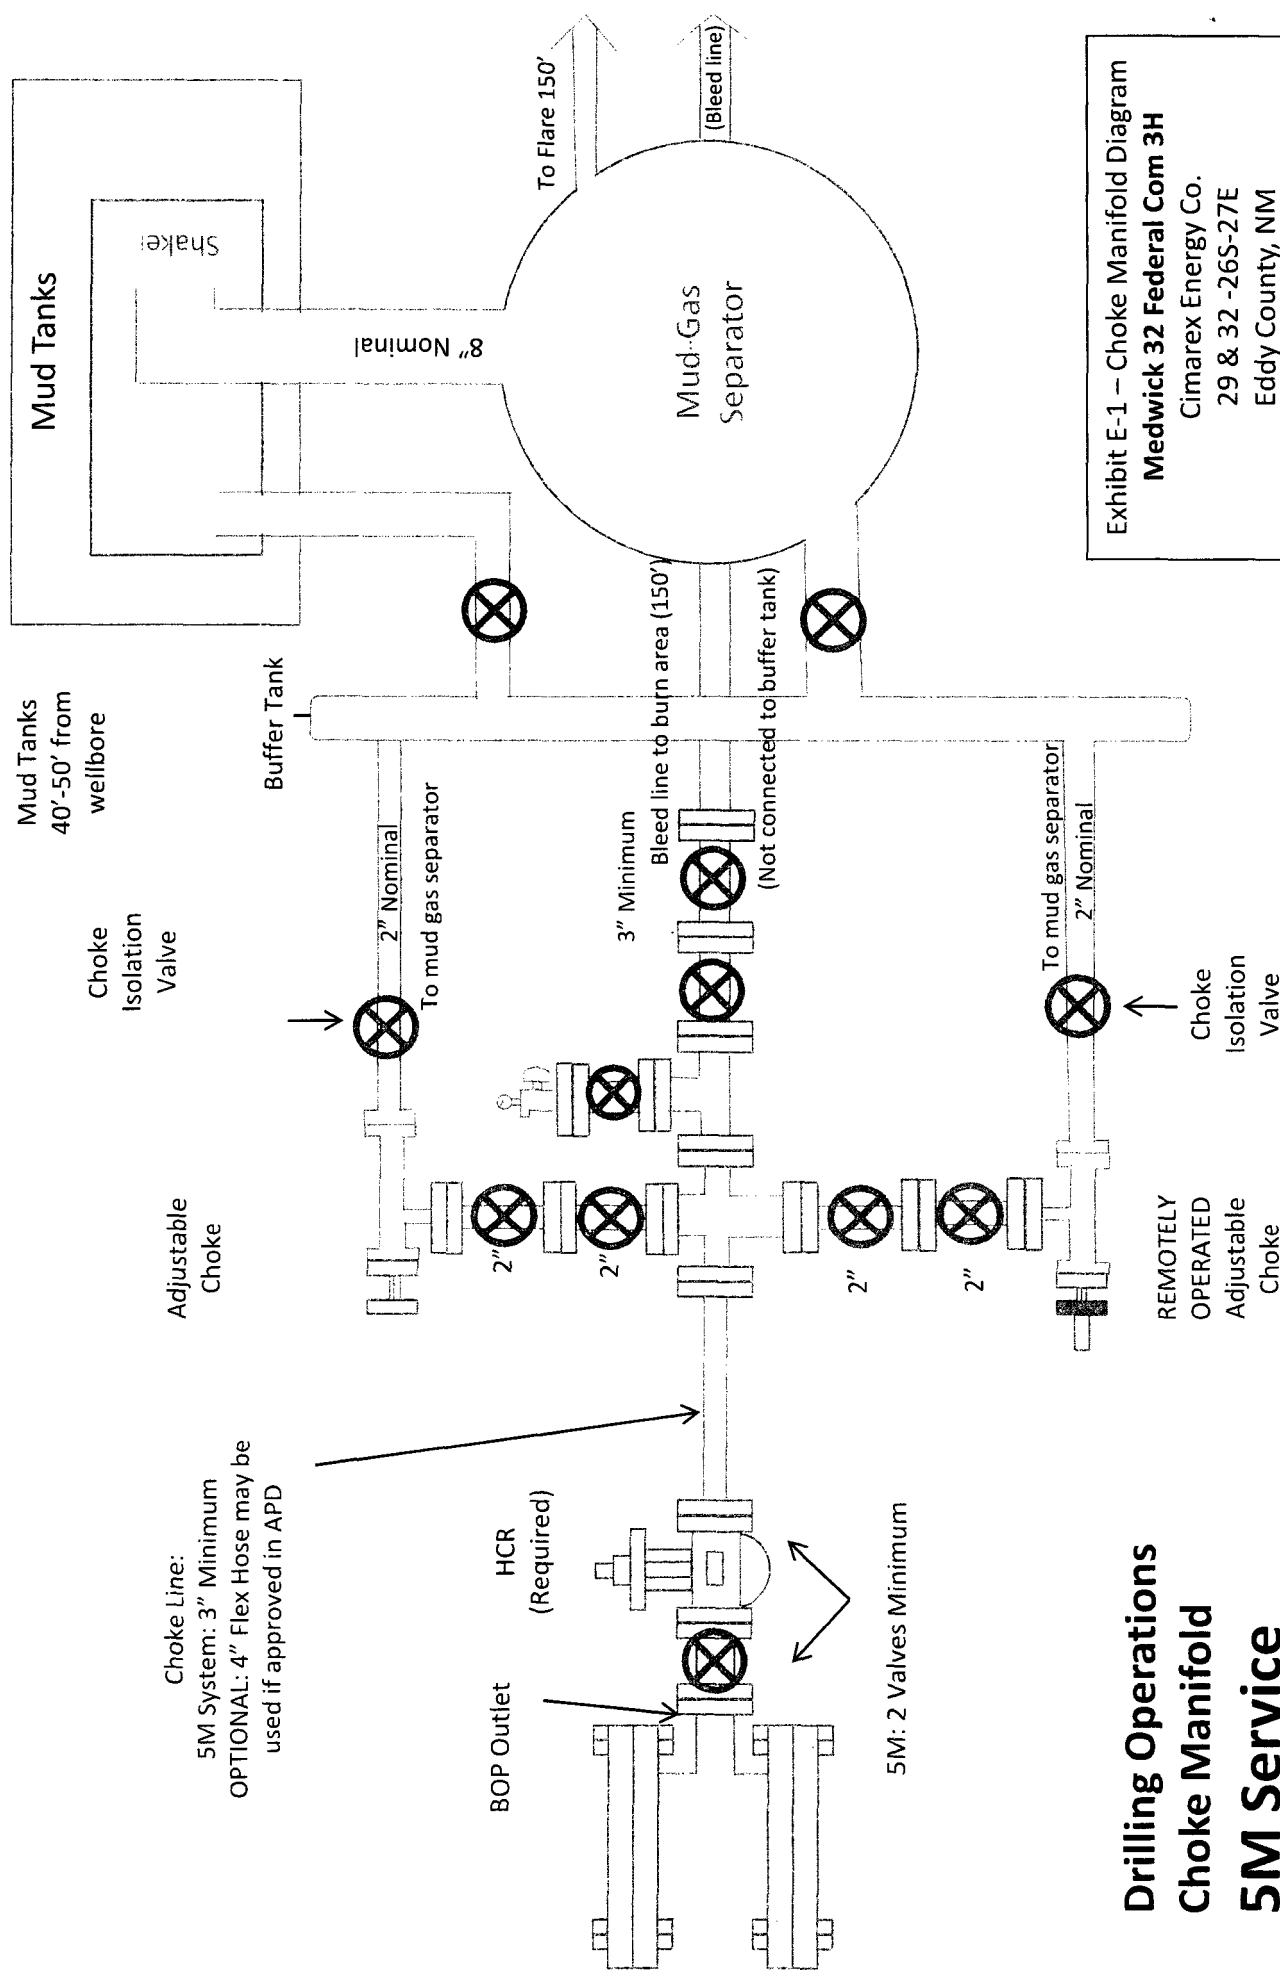 Mud Tanks
Shaker
8" Nominal
To Flare 150'
(Bleed line)
Mud-Gas
Separator
Mud Tanks
40'-50' from
wellbore
Buffer Tank
Choke
Isolation
Valve
2" Nominal
To mud gas separator
3" Minimum
Bleed line to burn area (150')
(Not connected to buffer tank)
To mud gas separator
2" Nominal
Choke
Isolation
Valve
Adjustable
Choke
2"
2"
2"
2"
REMOTELY
OPERATED
Adjustable
Choke
Choke Line:
5M System: 3" Minimum
OPTIONAL: 4" Flex Hose may be
used if approved in APD
HCR
(Required)
BOP Outlet
5M: 2 Valves Minimum
Drilling Operations
Choke Manifold
5M Service
Exhibit E-1 – Choke Manifold Diagram
Medwick 32 Federal Com 3H
Cimarex Energy Co.
29 & 32 -26S-27E
Eddy County, NM